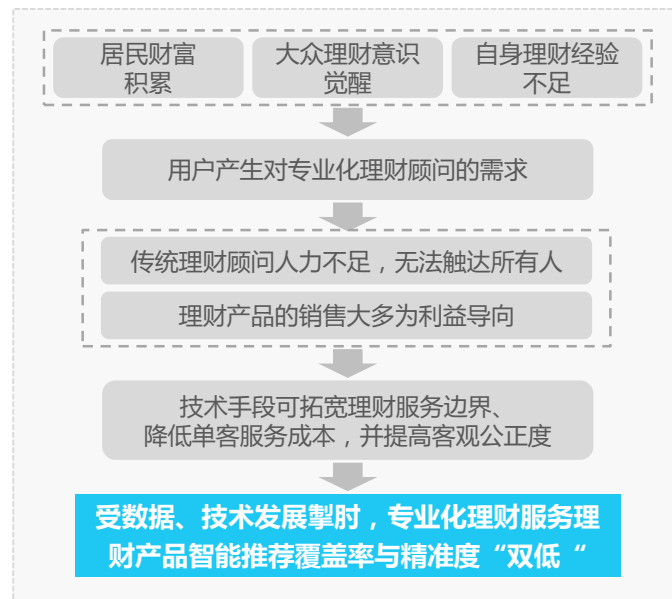 居民财富
积累
大众理财意识
觉醒
自身理财经验
不足
用户产生对专业化理财顾问的需求
传统理财顾问人力不足，无法触达所有人
理财产品的销售大多为利益导向
技术手段可拓宽理财服务边界、
降低单客服务成本，并提高客观公正度
受数据、技术发展掣肘，专业化理财服务理
财产品智能推荐覆盖率与精准度“双低“